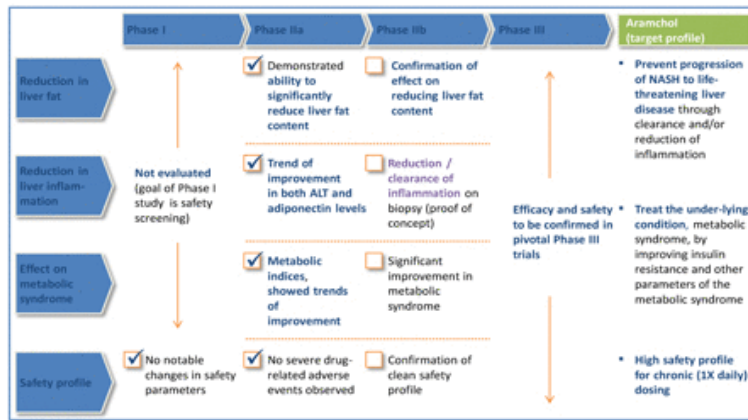 Phase I
Phase IIa
Phase IIb
Phase III
Aramchol
(target profile)
Reduction in
liver fat
Demonstrated
ability to
significantly
reduce liver fat
content
Confirmation of
effect on
reducing liver fat
content
• Prevent progression
of NASH to life-
threatening liver
disease through
clearance and/or
reduction of
inflammation
Reduction in
liver inflam-
mation
Not evaluated
(goal of Phase I
study is safety
screening)
Trend of
improvement
in both ALT and
adiponectin levels
Reduction /
clearance of
inflammation on
biopsy (proof of
concept)
Efficacy and safety
to be confirmed in
pivotal Phase III
trials
• Treat the under-lying
condition, metabolic
syndrome, by
improving insulin
resistance and other
parameters of the
metabolic syndrome
Effect on
metabolic
syndrome
Metabolic
indices,
showed trends
of
improvement
Significant
improvement in
metabolic
syndrome
Safety profile
No notable
changes in safety
parameters
No severe drug-
related adverse
events observed
Confirmation of
clean safety
profile
• High safety profile
for chronic (1X daily)
dosing